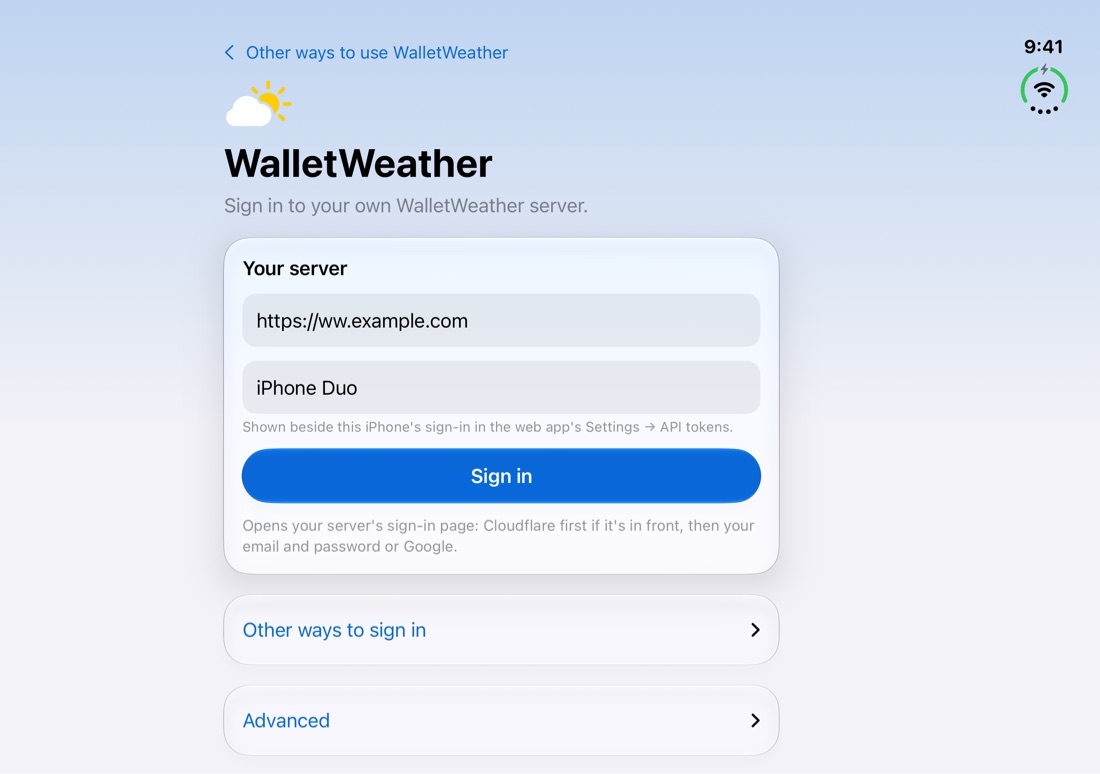 Other ways to use WalletWeather
9:41
WalletWeather
Sign in to your own WalletWeather server.
Your server
https://ww.example.com
iPhone Duo
Shown beside this iPhone's sign-in in the web app's Settings → API tokens.
Sign in
Opens your server's sign-in page: Cloudflare first if it's in front, then your
email and password or Google.
Other ways to sign in
Advanced